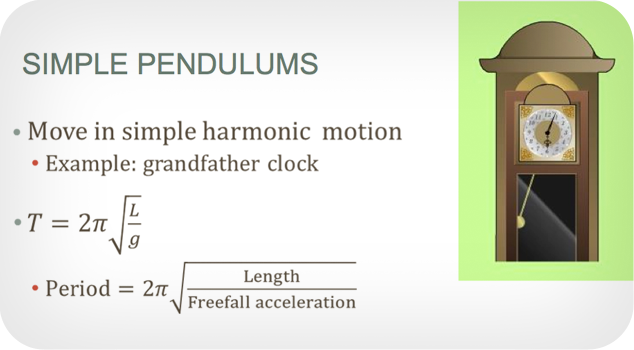 SIMPLE PENDULUMS
• Move in simple harmonic motion
• Example: grandfather clock
• T = 2π√(L/g)
• Period = 2π√(Length/Freefall acceleration)